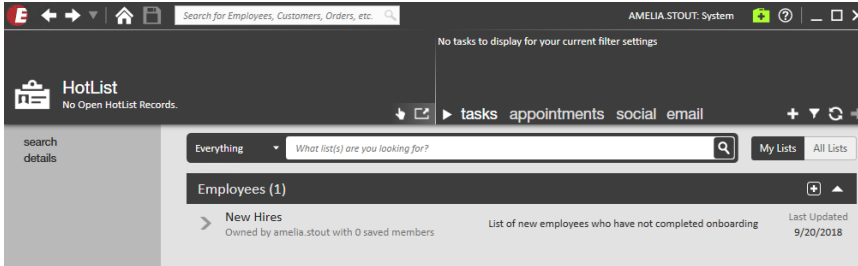 E
Search for Employees, Customers, Orders, etc.
AMELIA.STOUT: System
No tasks to display for your current filter settings
HotList
No Open HotList Records.
tasks appointments social email
search
details
Everything
What list(s) are you looking for?
My Lists
All Lists
Employees (1)
New Hires
Owned by amelia.stout with 0 saved members
List of new employees who have not completed onboarding
Last Updated
9/20/2018